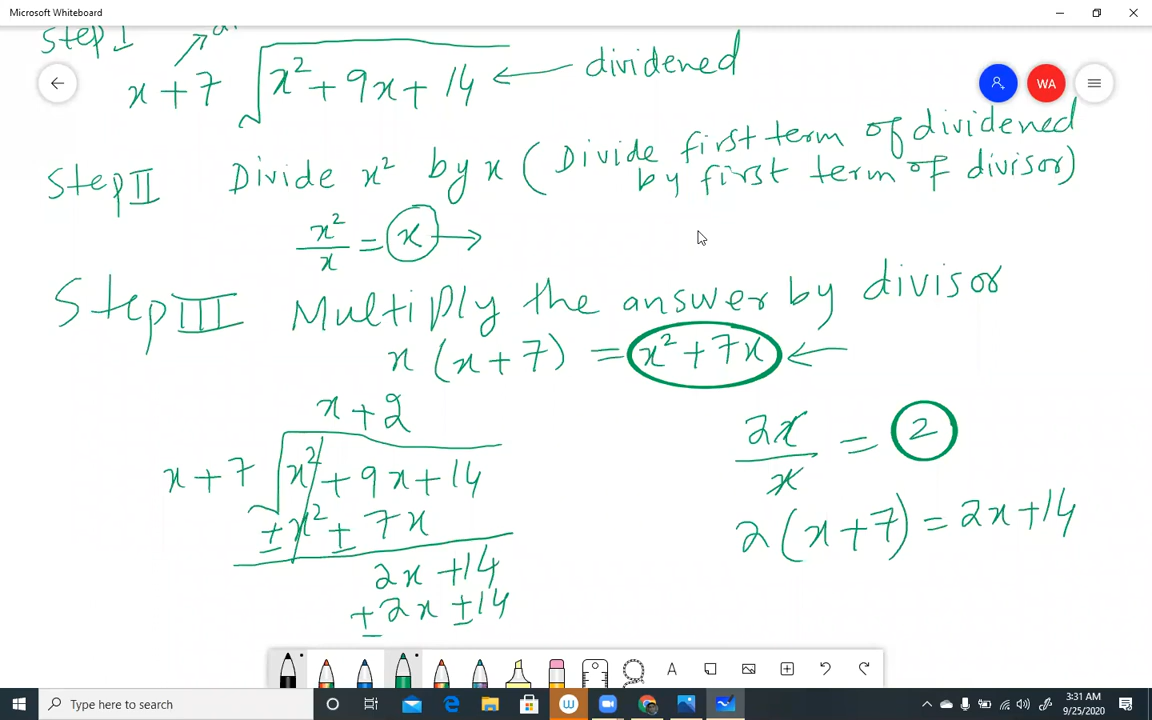 Microsoft Whiteboard
Step I
x + 7 √ x² + 9x + 14 ← dividened
WA
Step II Divide x² by x ( Divide first term of dividened
by first term of divisor)
x²/x = x →
Step III Multiply the answer by divisor
x (x + 7) = x² + 7x ←
x + 2
x + 7 √ x² + 9x + 14
± x² ± 7x
2x + 14
± 2x ± 14
2x/x = 2
2(x + 7) = 2x + 14
A
Type here to search
W
3:31 AM
9/25/2020